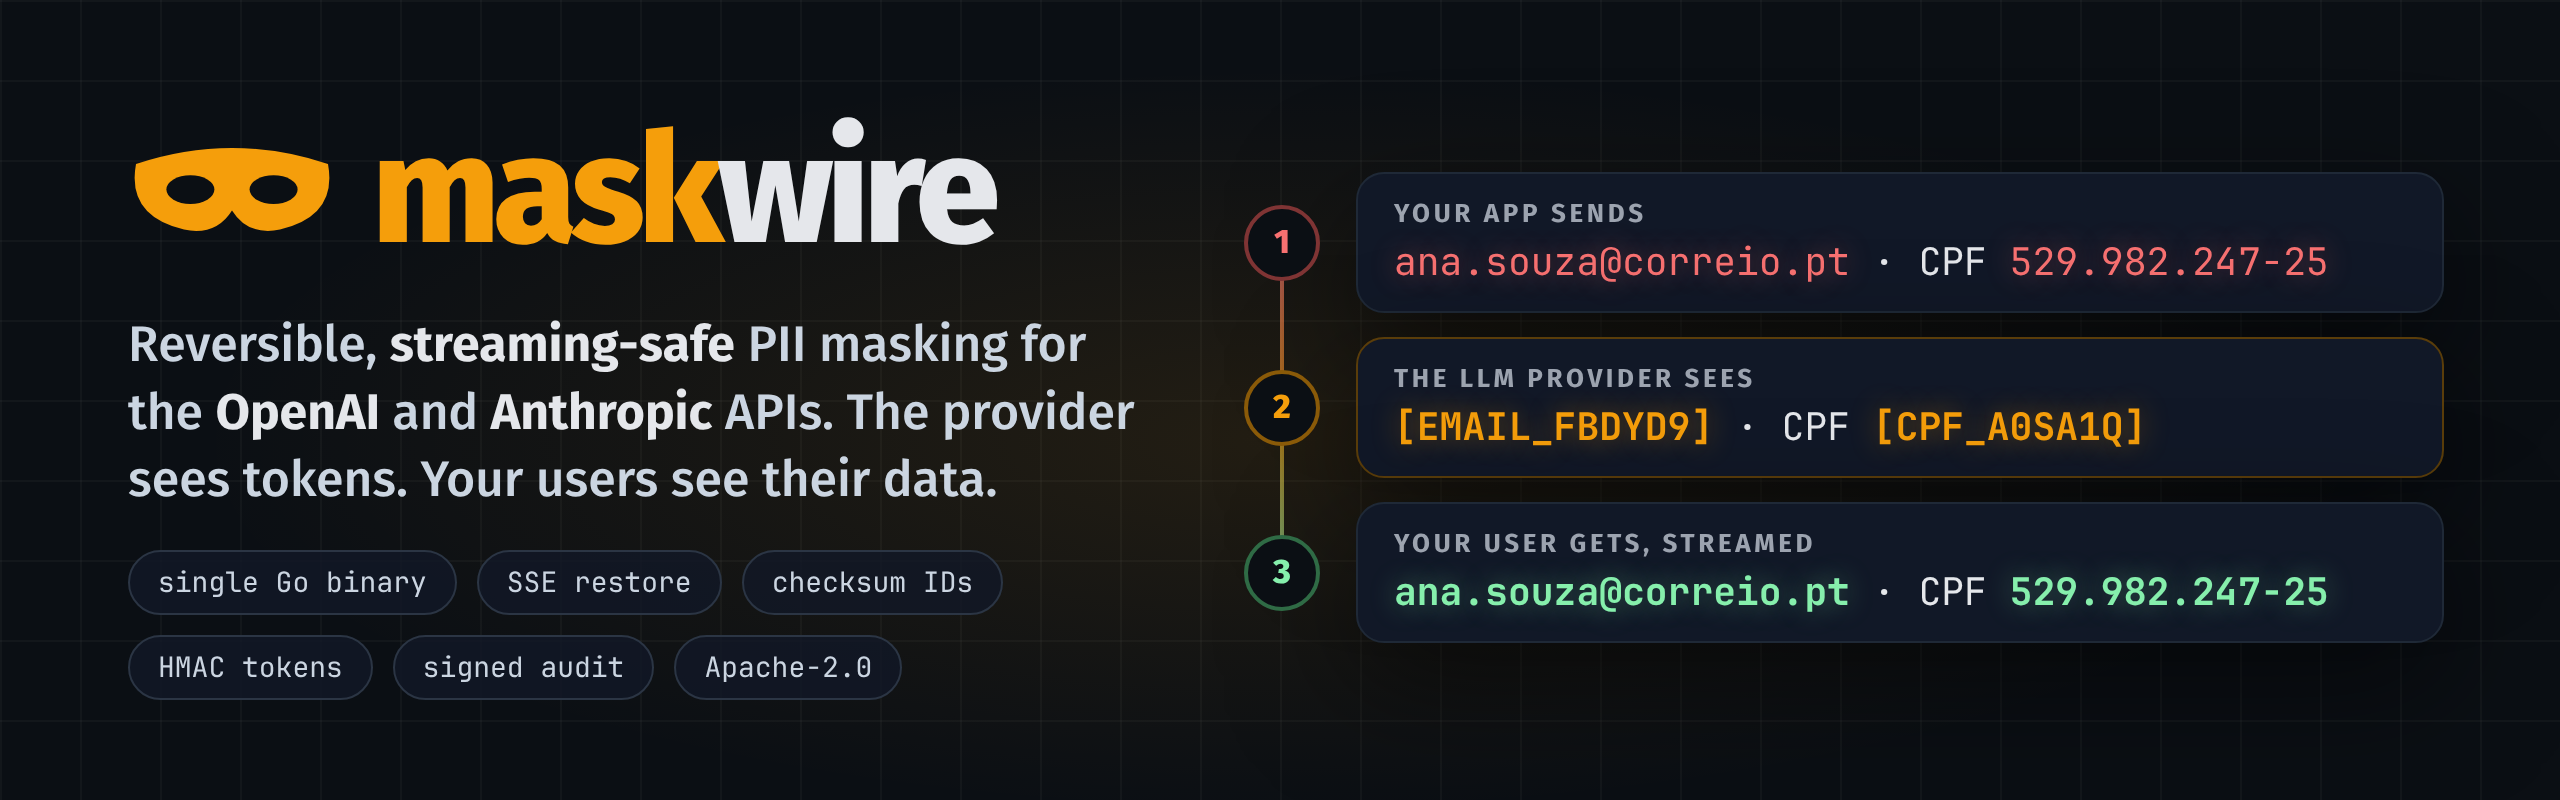 maskwire
Reversible, streaming-safe PII masking for
the OpenAI and Anthropic APIs. The provider
sees tokens. Your users see their data.
single Go binary
SSE restore
checksum IDs
HMAC tokens
signed audit
Apache-2.0
1
YOUR APP SENDS
ana.souza@correio.pt · CPF 529.982.247-25
2
THE LLM PROVIDER SEES
[EMAIL_FBDYD9] · CPF [CPF_A0SA1Q]
3
YOUR USER GETS, STREAMED
ana.souza@correio.pt · CPF 529.982.247-25